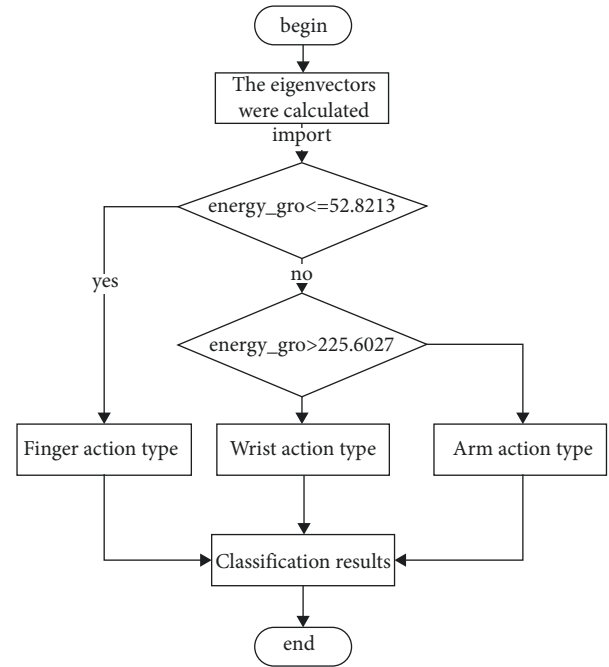 begin
The eigenvectors
were calculated
import
energy_gro<=52.8213
yes
no
energy_gro>225.6027
Finger action type
Wrist action type
Arm action type
Classification results
end